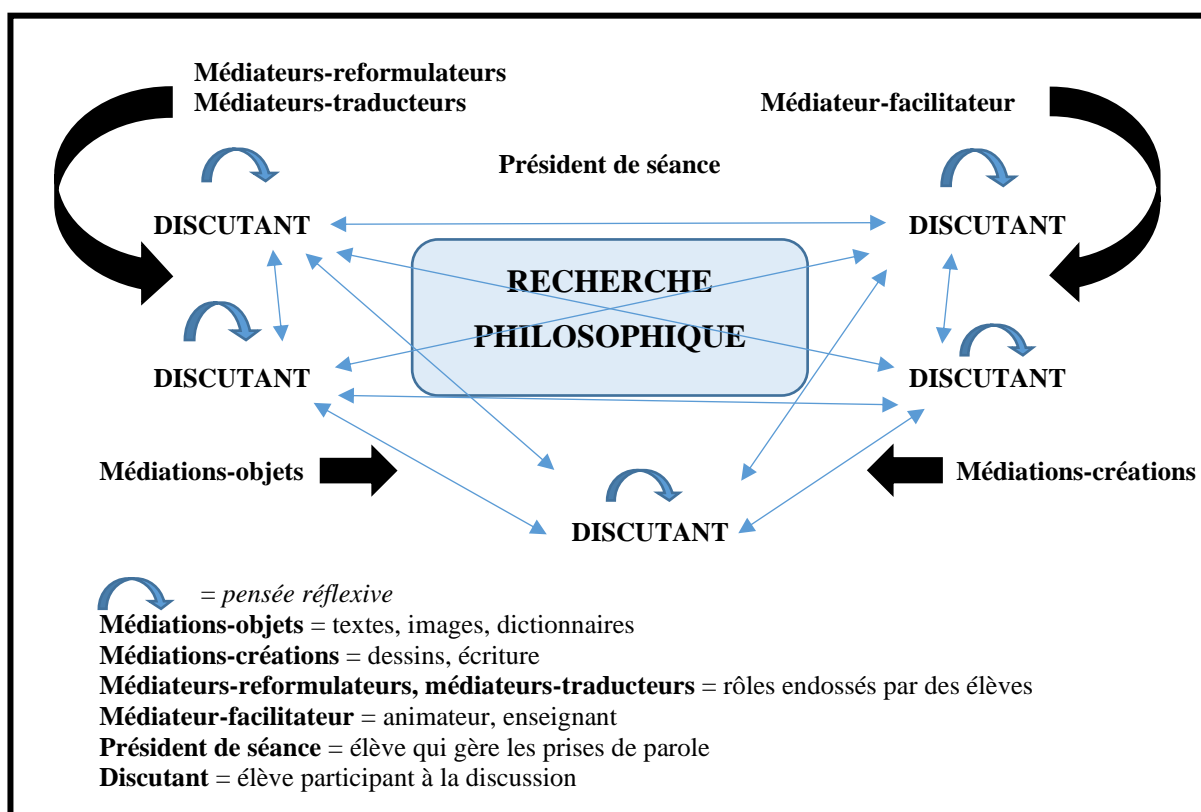 Médiateurs-reformulateurs
Médiateurs-traducteurs
Médiateur-facilitateur
Président de séance
DISCUTANT
DISCUTANT
RECHERCHE
PHILOSOPHIQUE
DISCUTANT
DISCUTANT
Médiations-objets
Médiations-créations
DISCUTANT
= pensée réflexive
Médiations-objets = textes, images, dictionnaires
Médiations-créations = dessins, écriture
Médiateurs-reformulateurs, médiateurs-traducteurs = rôles endossés par des élèves
Médiateur-facilitateur = animateur, enseignant
Président de séance = élève qui gère les prises de parole
Discutant = élève participant à la discussion